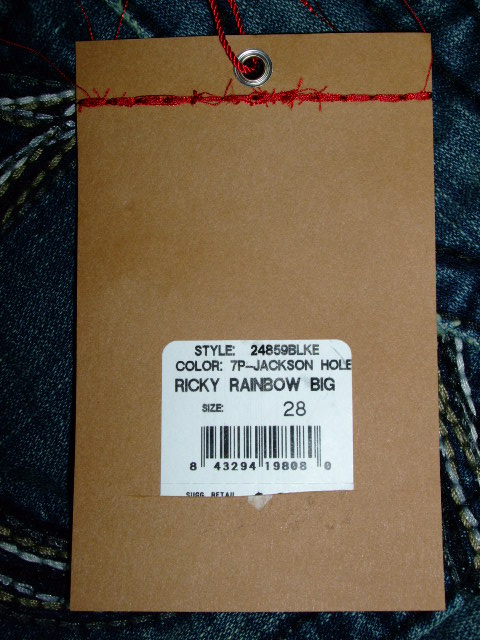 STYLE: 24859BLKE
COLOR: 7P-JACKSON HOLE
RICKY RAINBOW BIG
SIZE: 28
8 43294 19808 0
SUGG. RETAIL